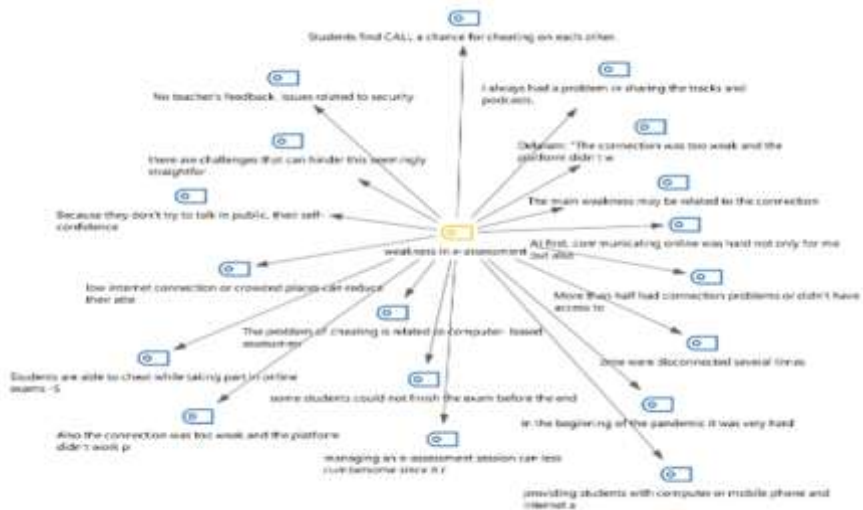 Students find CALL a chance for cheating on each other.
No teacher's feedback, issues related to security
I always had a problem in sharing the tracks and
podcasts.
there are challenges that can hinder this seemingly
straightfor
"The connection was too weak and the
platform didn't w
Because they don't try to talk in public, their self-
confidence
The main weakness may be related to the connection
weakness in e-assessment
At first, communicating online was hard not only for me
but also
low internet connection or crowded places can reduce
their
More than half had connection problems or didn't have
access to
The problem of cheating is related to computer- based
were disconnected several times
Students are able to cheat while taking part in online
exams -S
some students could not finish the exam before the end
in the beginning of the pandemic it was very hard
Also the connection was too weak and the platform
didn't work p
managing an e-assessment session can less
cumbersome since it r
providing students with computer or mobile phone and
internet a